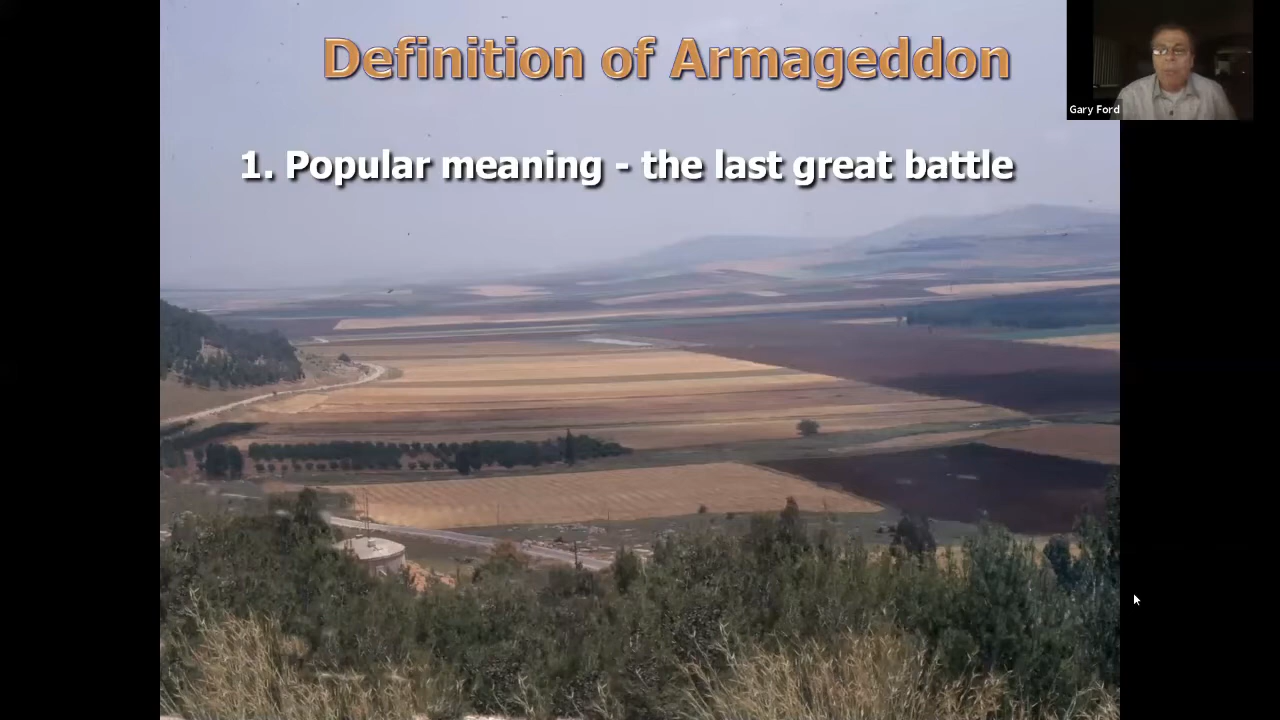 Definition of Armageddon
Gary Ford
1. Popular meaning - the last great battle